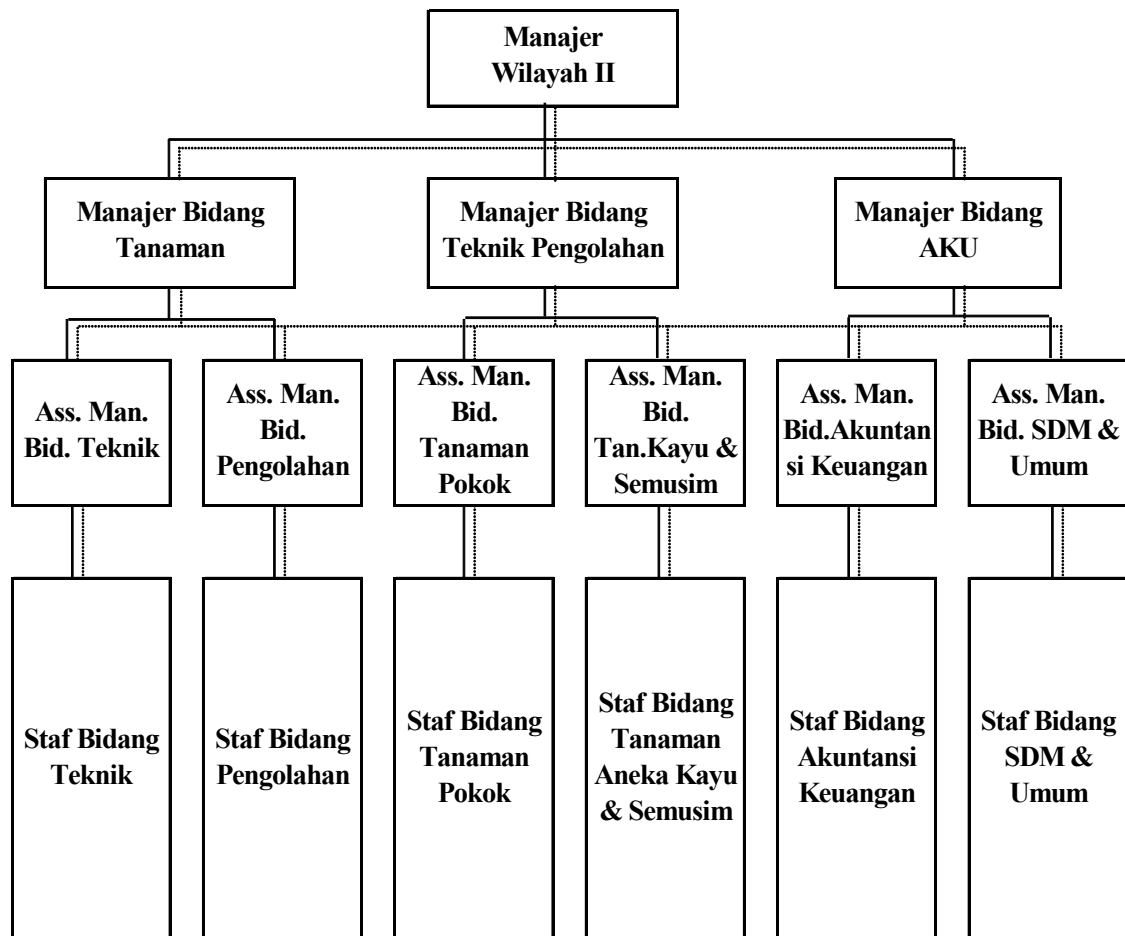 Manajer
Wilayah II
Manajer Bidang
Tanaman
Manajer Bidang
Teknik Pengolahan
Manajer Bidang
AKU
Ass. Man.
Bid. Teknik
Ass. Man.
Bid.
Pengolahan
Ass. Man.
Bid.
Tanaman
Pokok
Ass. Man.
Bid.
Tan.Kayu &
Semusim
Ass. Man.
Bid.Akuntan
si Keuangan
Ass. Man.
Bid. SDM &
Umum
Staf Bidang
Teknik
Staf Bidang
Pengolahan
Staf Bidang
Tanaman
Pokok
Staf Bidang
Tanaman
Aneka Kayu
& Semusim
Staf Bidang
Akuntansi
Keuangan
Staf Bidang
SDM &
Umum